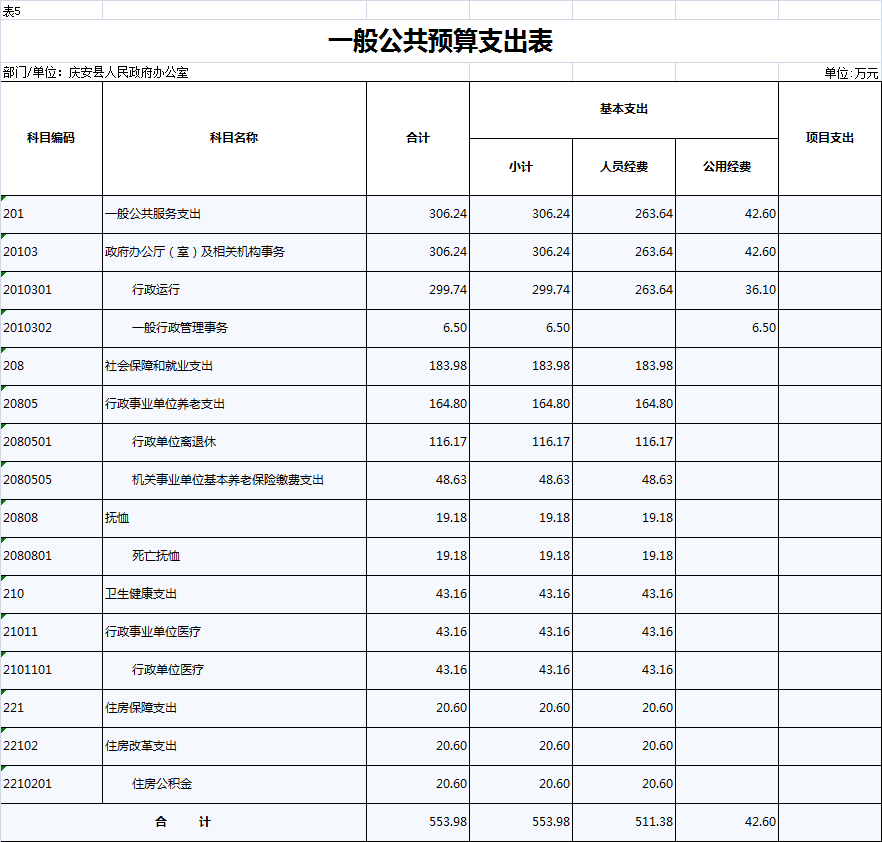 表5
一般公共预算支出表
部门/单位：庆安县人民政府办公室 单位:万元
科目编码 科目名称 合计 基本支出 项目支出
小计 人员经费 公用经费
201 一般公共服务支出 306.24 306.24 263.64 42.60
20103 政府办公厅（室）及相关机构事务 306.24 306.24 263.64 42.60
2010301 行政运行 299.74 299.74 263.64 36.10
2010302 一般行政管理事务 6.50 6.50 6.50
208 社会保障和就业支出 183.98 183.98 183.98
20805 行政事业单位养老支出 164.80 164.80 164.80
2080501 行政单位离退休 116.17 116.17 116.17
2080505 机关事业单位基本养老保险缴费支出 48.63 48.63 48.63
20808 抚恤 19.18 19.18 19.18
2080801 死亡抚恤 19.18 19.18 19.18
210 卫生健康支出 43.16 43.16 43.16
21011 行政事业单位医疗 43.16 43.16 43.16
2101101 行政单位医疗 43.16 43.16 43.16
221 住房保障支出 20.60 20.60 20.60
22102 住房改革支出 20.60 20.60 20.60
2210201 住房公积金 20.60 20.60 20.60
合 计 553.98 553.98 511.38 42.60